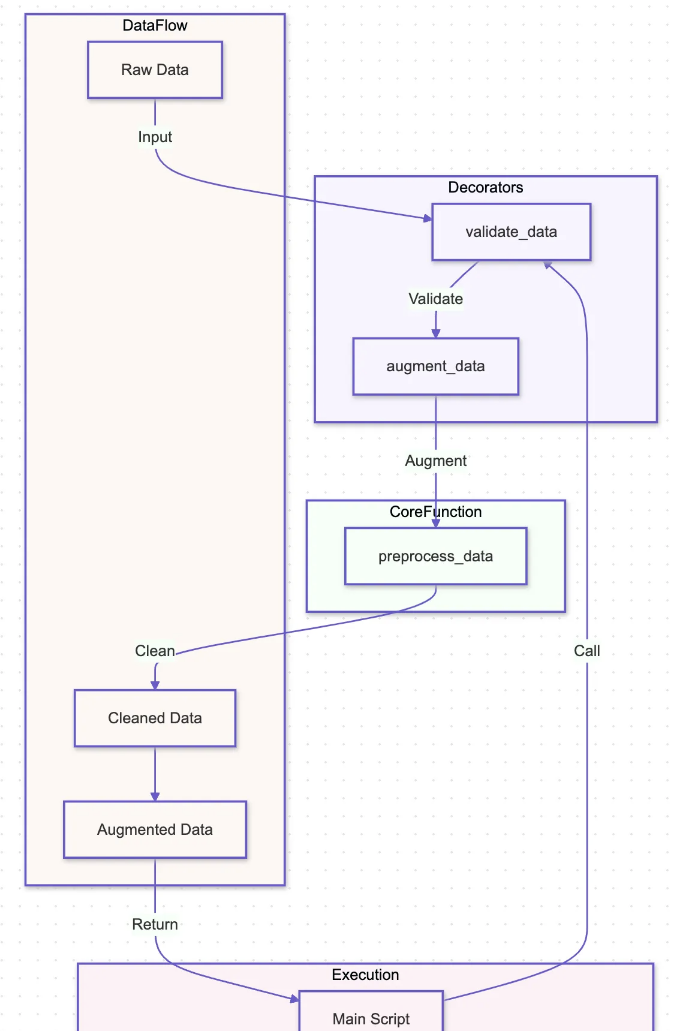 DataFlow
Raw Data
Input
Decorators
validate_data
Validate
augment_data
Augment
CoreFunction
preprocess_data
Clean
Call
Cleaned Data
Augmented Data
Return
Execution
Main Script